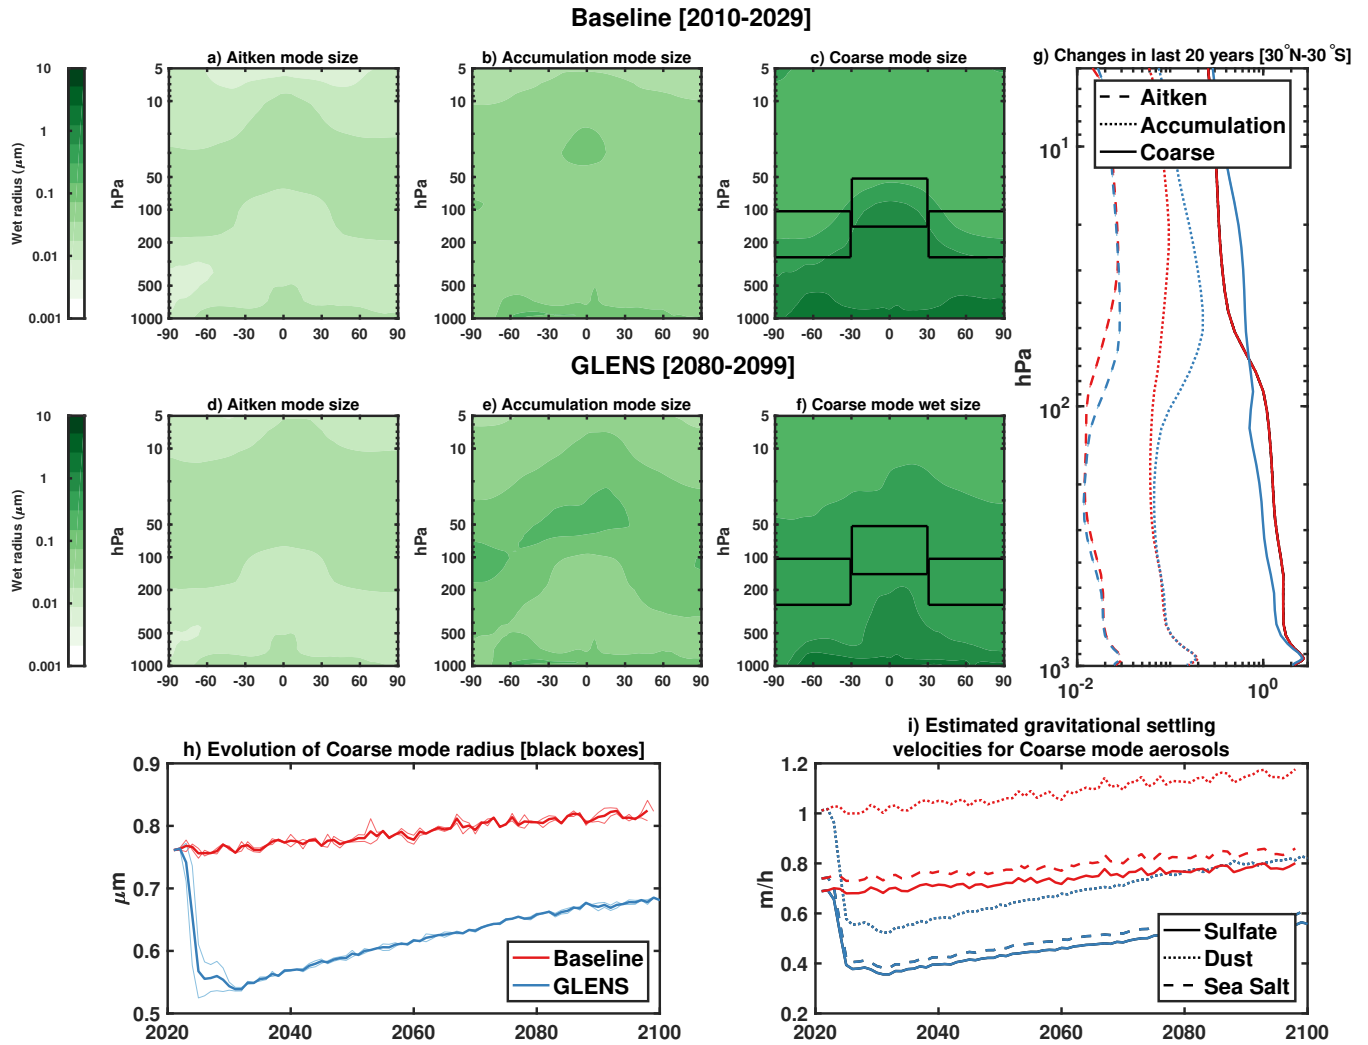 Baseline [2010-2029]
a) Aitken mode size
b) Accumulation mode size
c) Coarse mode size
g) Changes in last 20 years [30°N-30°S]
Wet radius (μm)
10
1
0.1
0.01
0.001
hPa
5
10
50
100
200
500
1000
-90 -60 -30 0 30 60 90
hPa
5
10
50
100
200
500
1000
-90 -60 -30 0 30 60 90
hPa
5
10
50
100
200
500
1000
-90 -60 -30 0 30 60 90
Aitken
Accumulation
Coarse
hPa
10^1
10^2
10^3
10^-2 10^0
GLENS [2080-2099]
d) Aitken mode size
e) Accumulation mode size
f) Coarse mode wet size
Wet radius (μm)
10
1
0.1
0.01
0.001
hPa
5
10
50
100
200
500
1000
-90 -60 -30 0 30 60 90
hPa
5
10
50
100
200
500
1000
-90 -60 -30 0 30 60 90
hPa
5
10
50
100
200
500
1000
-90 -60 -30 0 30 60 90
h) Evolution of Coarse mode radius [black boxes]
μm
0.9
0.8
0.7
0.6
0.5
2020 2040 2060 2080 2100
Baseline
GLENS
i) Estimated gravitational settling
velocities for Coarse mode aerosols
m/h
1.2
1
0.8
0.6
0.4
0.2
2020 2040 2060 2080 2100
Sulfate
Dust
Sea Salt